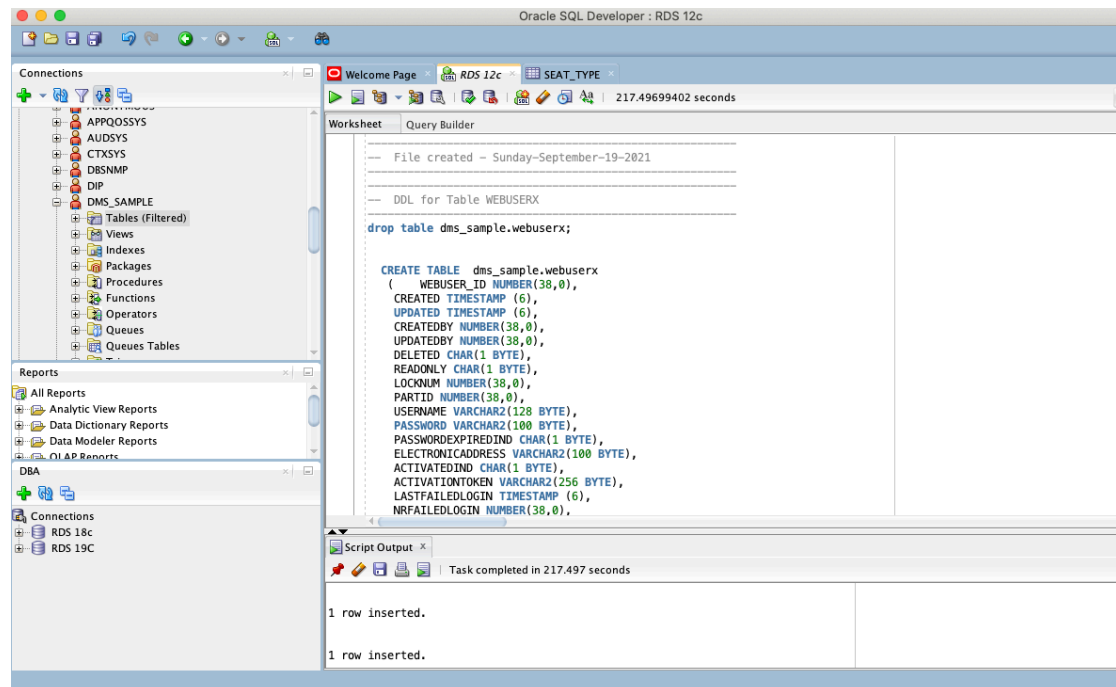 Oracle SQL Developer : RDS 12c
Connections
ANONYMOUS
APPQOSSYS
AUDSYS
CTXSYS
DBSNMP
DIP
DMS_SAMPLE
Tables (Filtered)
Views
Indexes
Packages
Procedures
Functions
Operators
Queues
Queues Tables
Reports
All Reports
Analytic View Reports
Data Dictionary Reports
Data Modeler Reports
OLAP Reports
DBA
Connections
RDS 18c
RDS 19C
Welcome Page
RDS 12c
SEAT_TYPE
217.49699402 seconds
Worksheet Query Builder
--------------------------------------------------------
-- File created - Sunday-September-19-2021
--------------------------------------------------------
--------------------------------------------------------
-- DDL for Table WEBUSERX
--------------------------------------------------------
drop table dms_sample.webuserx;
CREATE TABLE dms_sample.webuserx
( WEBUSER_ID NUMBER(38,0),
CREATED TIMESTAMP (6),
UPDATED TIMESTAMP (6),
CREATEDBY NUMBER(38,0),
UPDATEDBY NUMBER(38,0),
DELETED CHAR(1 BYTE),
READONLY CHAR(1 BYTE),
LOCKNUM NUMBER(38,0),
PARTID NUMBER(38,0),
USERNAME VARCHAR2(128 BYTE),
PASSWORD VARCHAR2(100 BYTE),
PASSWORDEXPIREDIND CHAR(1 BYTE),
ELECTRONICADDRESS VARCHAR2(100 BYTE),
ACTIVATEDIND CHAR(1 BYTE),
ACTIVATIONTOKEN VARCHAR2(256 BYTE),
LASTFAILEDLOGIN TIMESTAMP (6),
NRFAILEDLOGIN NUMBER(38,0),
Script Output
Task completed in 217.497 seconds
1 row inserted.
1 row inserted.